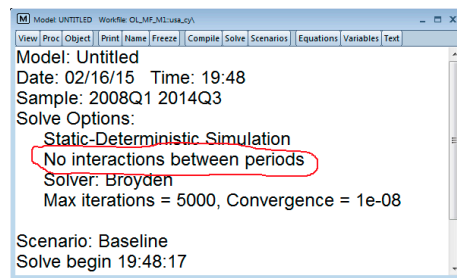 Model: UNTITLED Workfile: OL_MF_M1::usa_cy\
View Proc Object Print Name Freeze Compile Solve Scenarios Equations Variables Text
Model: Untitled
Date: 02/16/15 Time: 19:48
Sample: 2008Q1 2014Q3
Solve Options:
Static-Deterministic Simulation
No interactions between periods
Solver: Broyden
Max iterations = 5000, Convergence = 1e-08
Scenario: Baseline
Solve begin 19:48:17